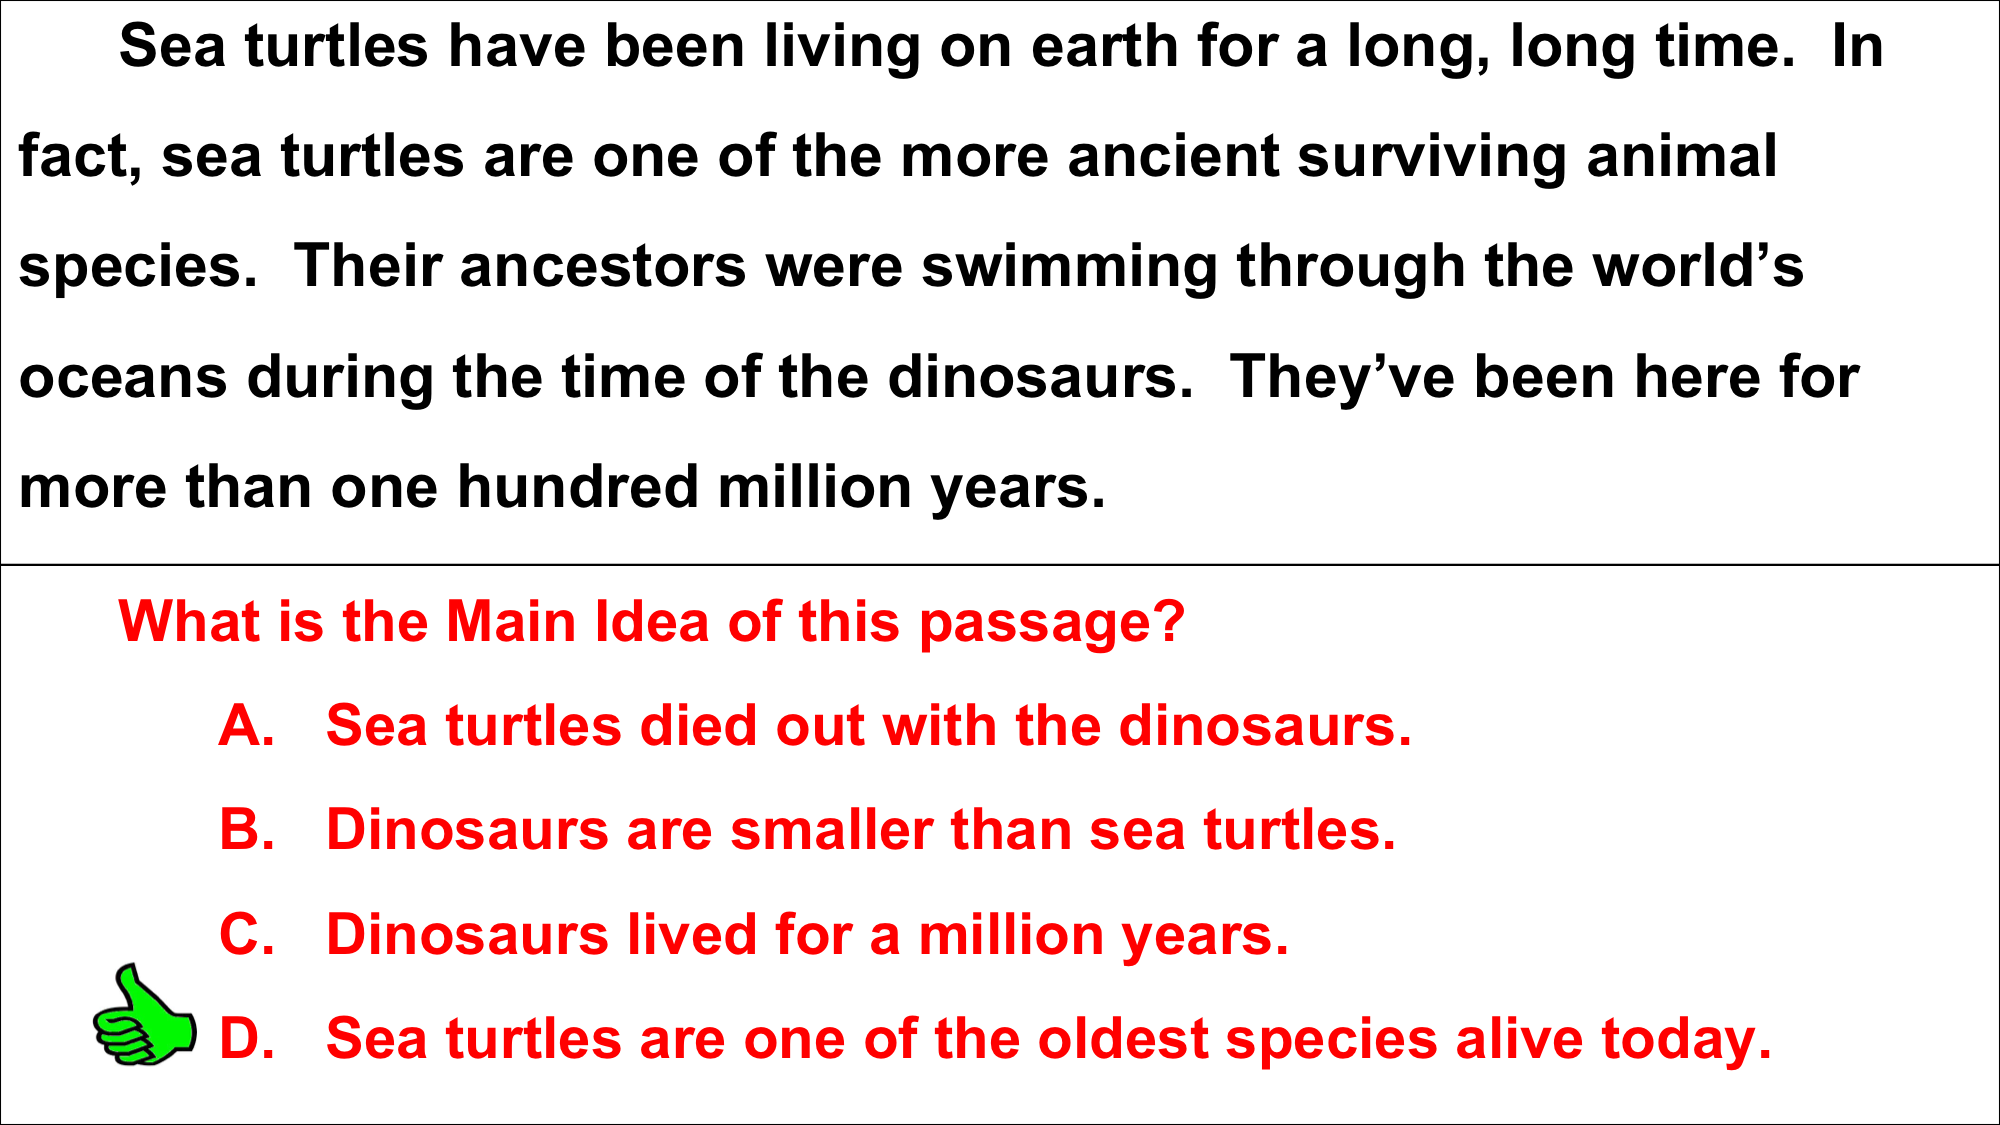 Sea turtles have been living on earth for a long, long time.  In
fact, sea turtles are one of the more ancient surviving animal
species.  Their ancestors were swimming through the world’s
oceans during the time of the dinosaurs.  They’ve been here for
more than one hundred million years.
What is the Main Idea of this passage?
A. Sea turtles died out with the dinosaurs.
B. Dinosaurs are smaller than sea turtles.
C. Dinosaurs lived for a million years.
D. Sea turtles are one of the oldest species alive today.